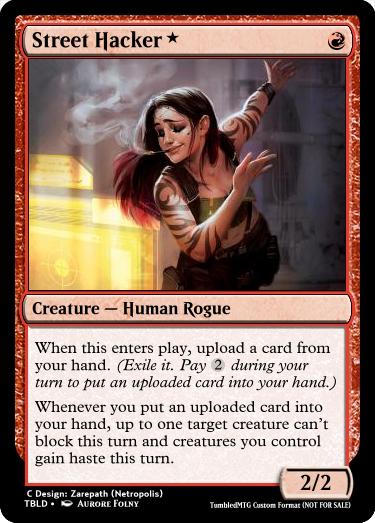 Street Hacker ★
Creature — Human Rogue
When this enters play, upload a card from
your hand. (Exile it. Pay 2 during your
turn to put an uploaded card into your hand.)
Whenever you put an uploaded card into
your hand, up to one target creature can't
block this turn and creatures you control
gain haste this turn.
2/2
C Design: Zarepath (Netropolis)
TBLD • Aurore Folny
TumbledMTG Custom Format (NOT FOR SALE)